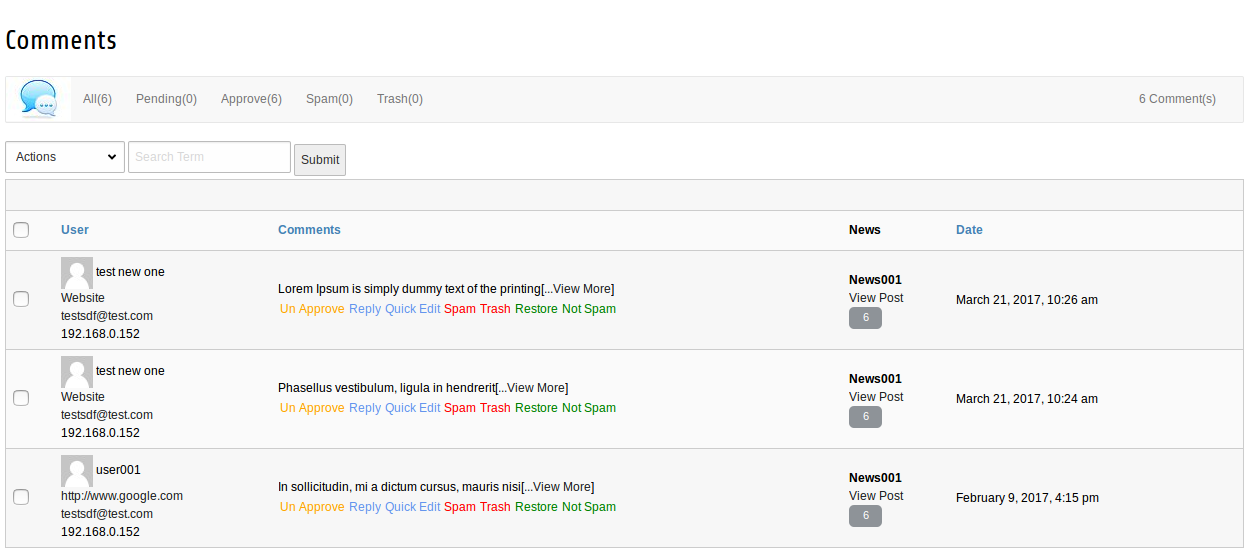 Comments
All(6) Pending(0) Approve(6) Spam(0) Trash(0) 6 Comment(s)
Actions Search Term Submit
User Comments News Date
test new one
Website
testsdf@test.com
192.168.0.152
Lorem Ipsum is simply dummy text of the printing[...View More]
Un Approve Reply Quick Edit Spam Trash Restore Not Spam
News001
View Post
6
March 21, 2017, 10:26 am
test new one
Website
testsdf@test.com
192.168.0.152
Phasellus vestibulum, ligula in hendrerit[...View More]
Un Approve Reply Quick Edit Spam Trash Restore Not Spam
News001
View Post
6
March 21, 2017, 10:24 am
user001
http://www.google.com
testsdf@test.com
192.168.0.152
In sollicitudin, mi a dictum cursus, mauris nisi[...View More]
Un Approve Reply Quick Edit Spam Trash Restore Not Spam
News001
View Post
6
February 9, 2017, 4:15 pm